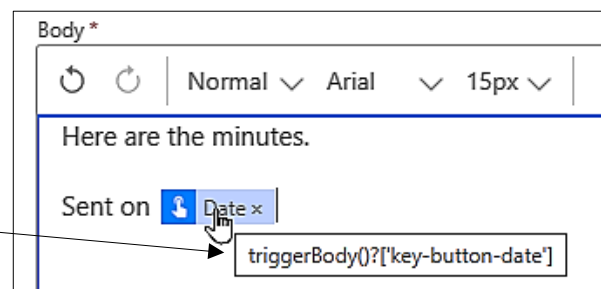 Body *
Normal Arial 15px
Here are the minutes.
Sent on Date ×
triggerBody()?['key-button-date']